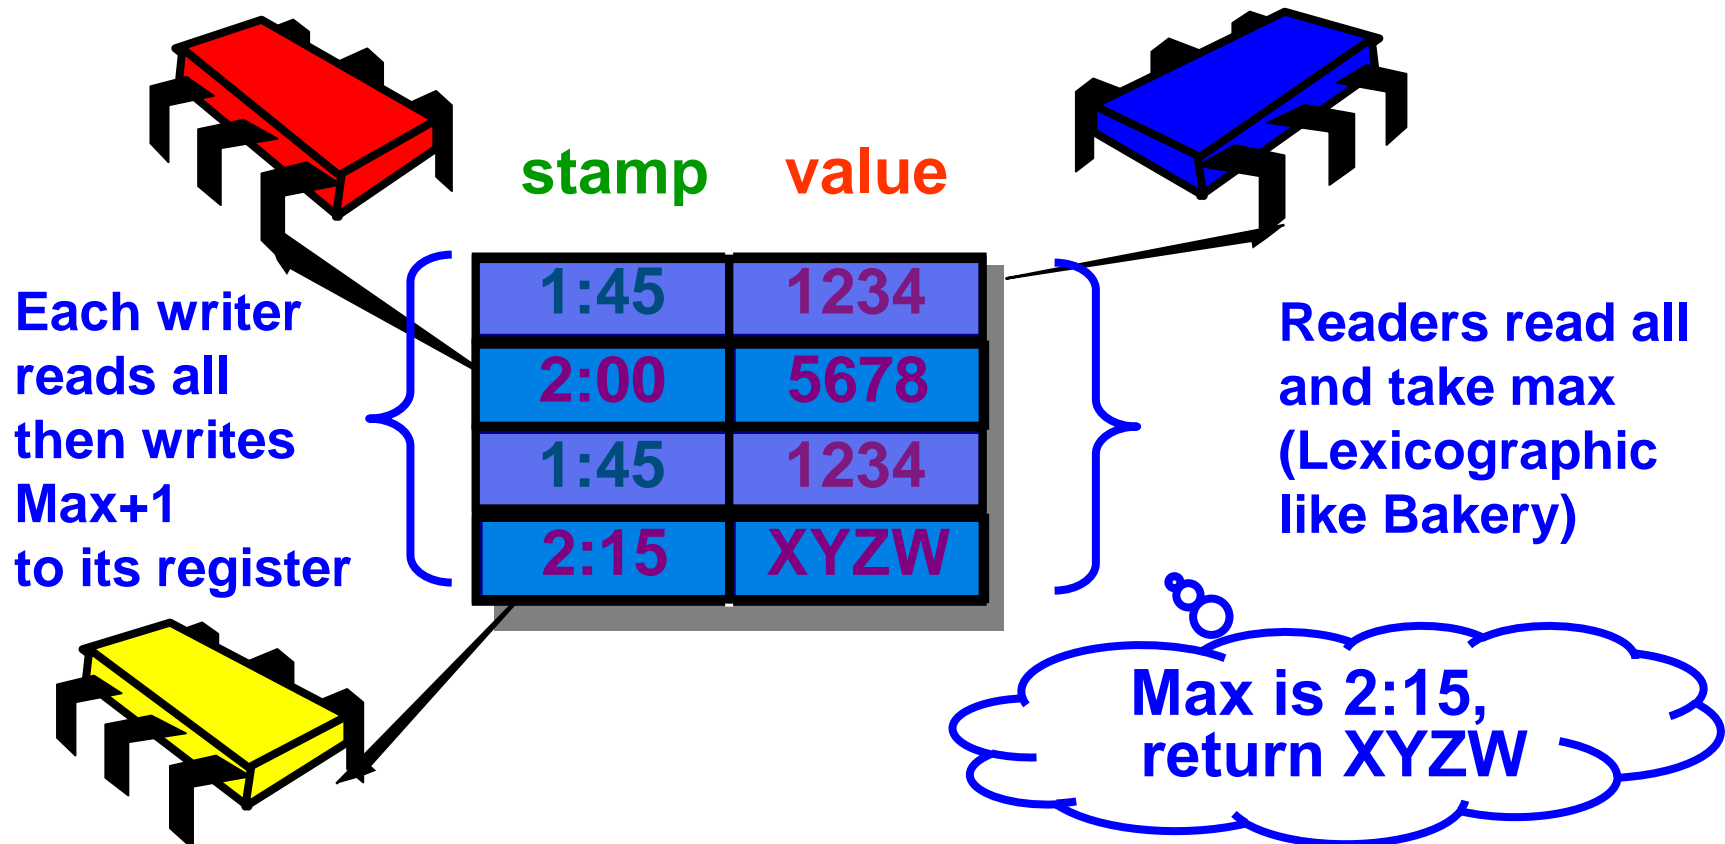 stamp value
Each writer
reads all
then writes
Max+1
to its register
1:45 1234
2:00 5678
1:45 1234
2:15 XYZW
Readers read all
and take max
(Lexicographic
like Bakery)
Max is 2:15,
return XYZW